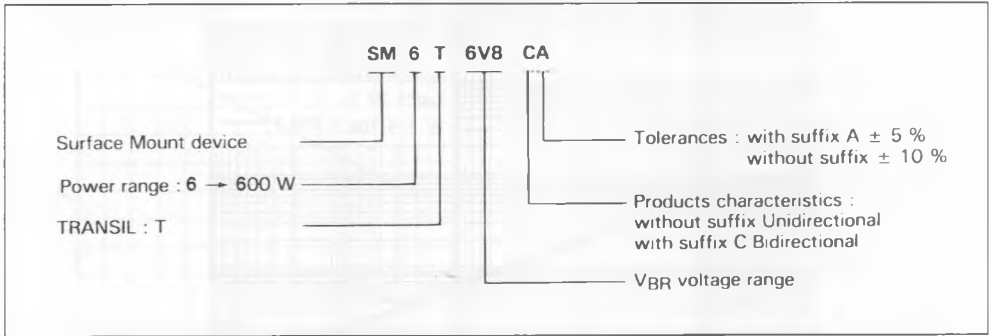 SM 6 T 6V8 CA
Surface Mount device
Power range : 6 → 600 W
TRANSIL : T
Tolerances : with suffix A ± 5 %
without suffix ± 10 %
Products characteristics :
without suffix Unidirectional
with suffix C Bidirectional
VBR voltage range